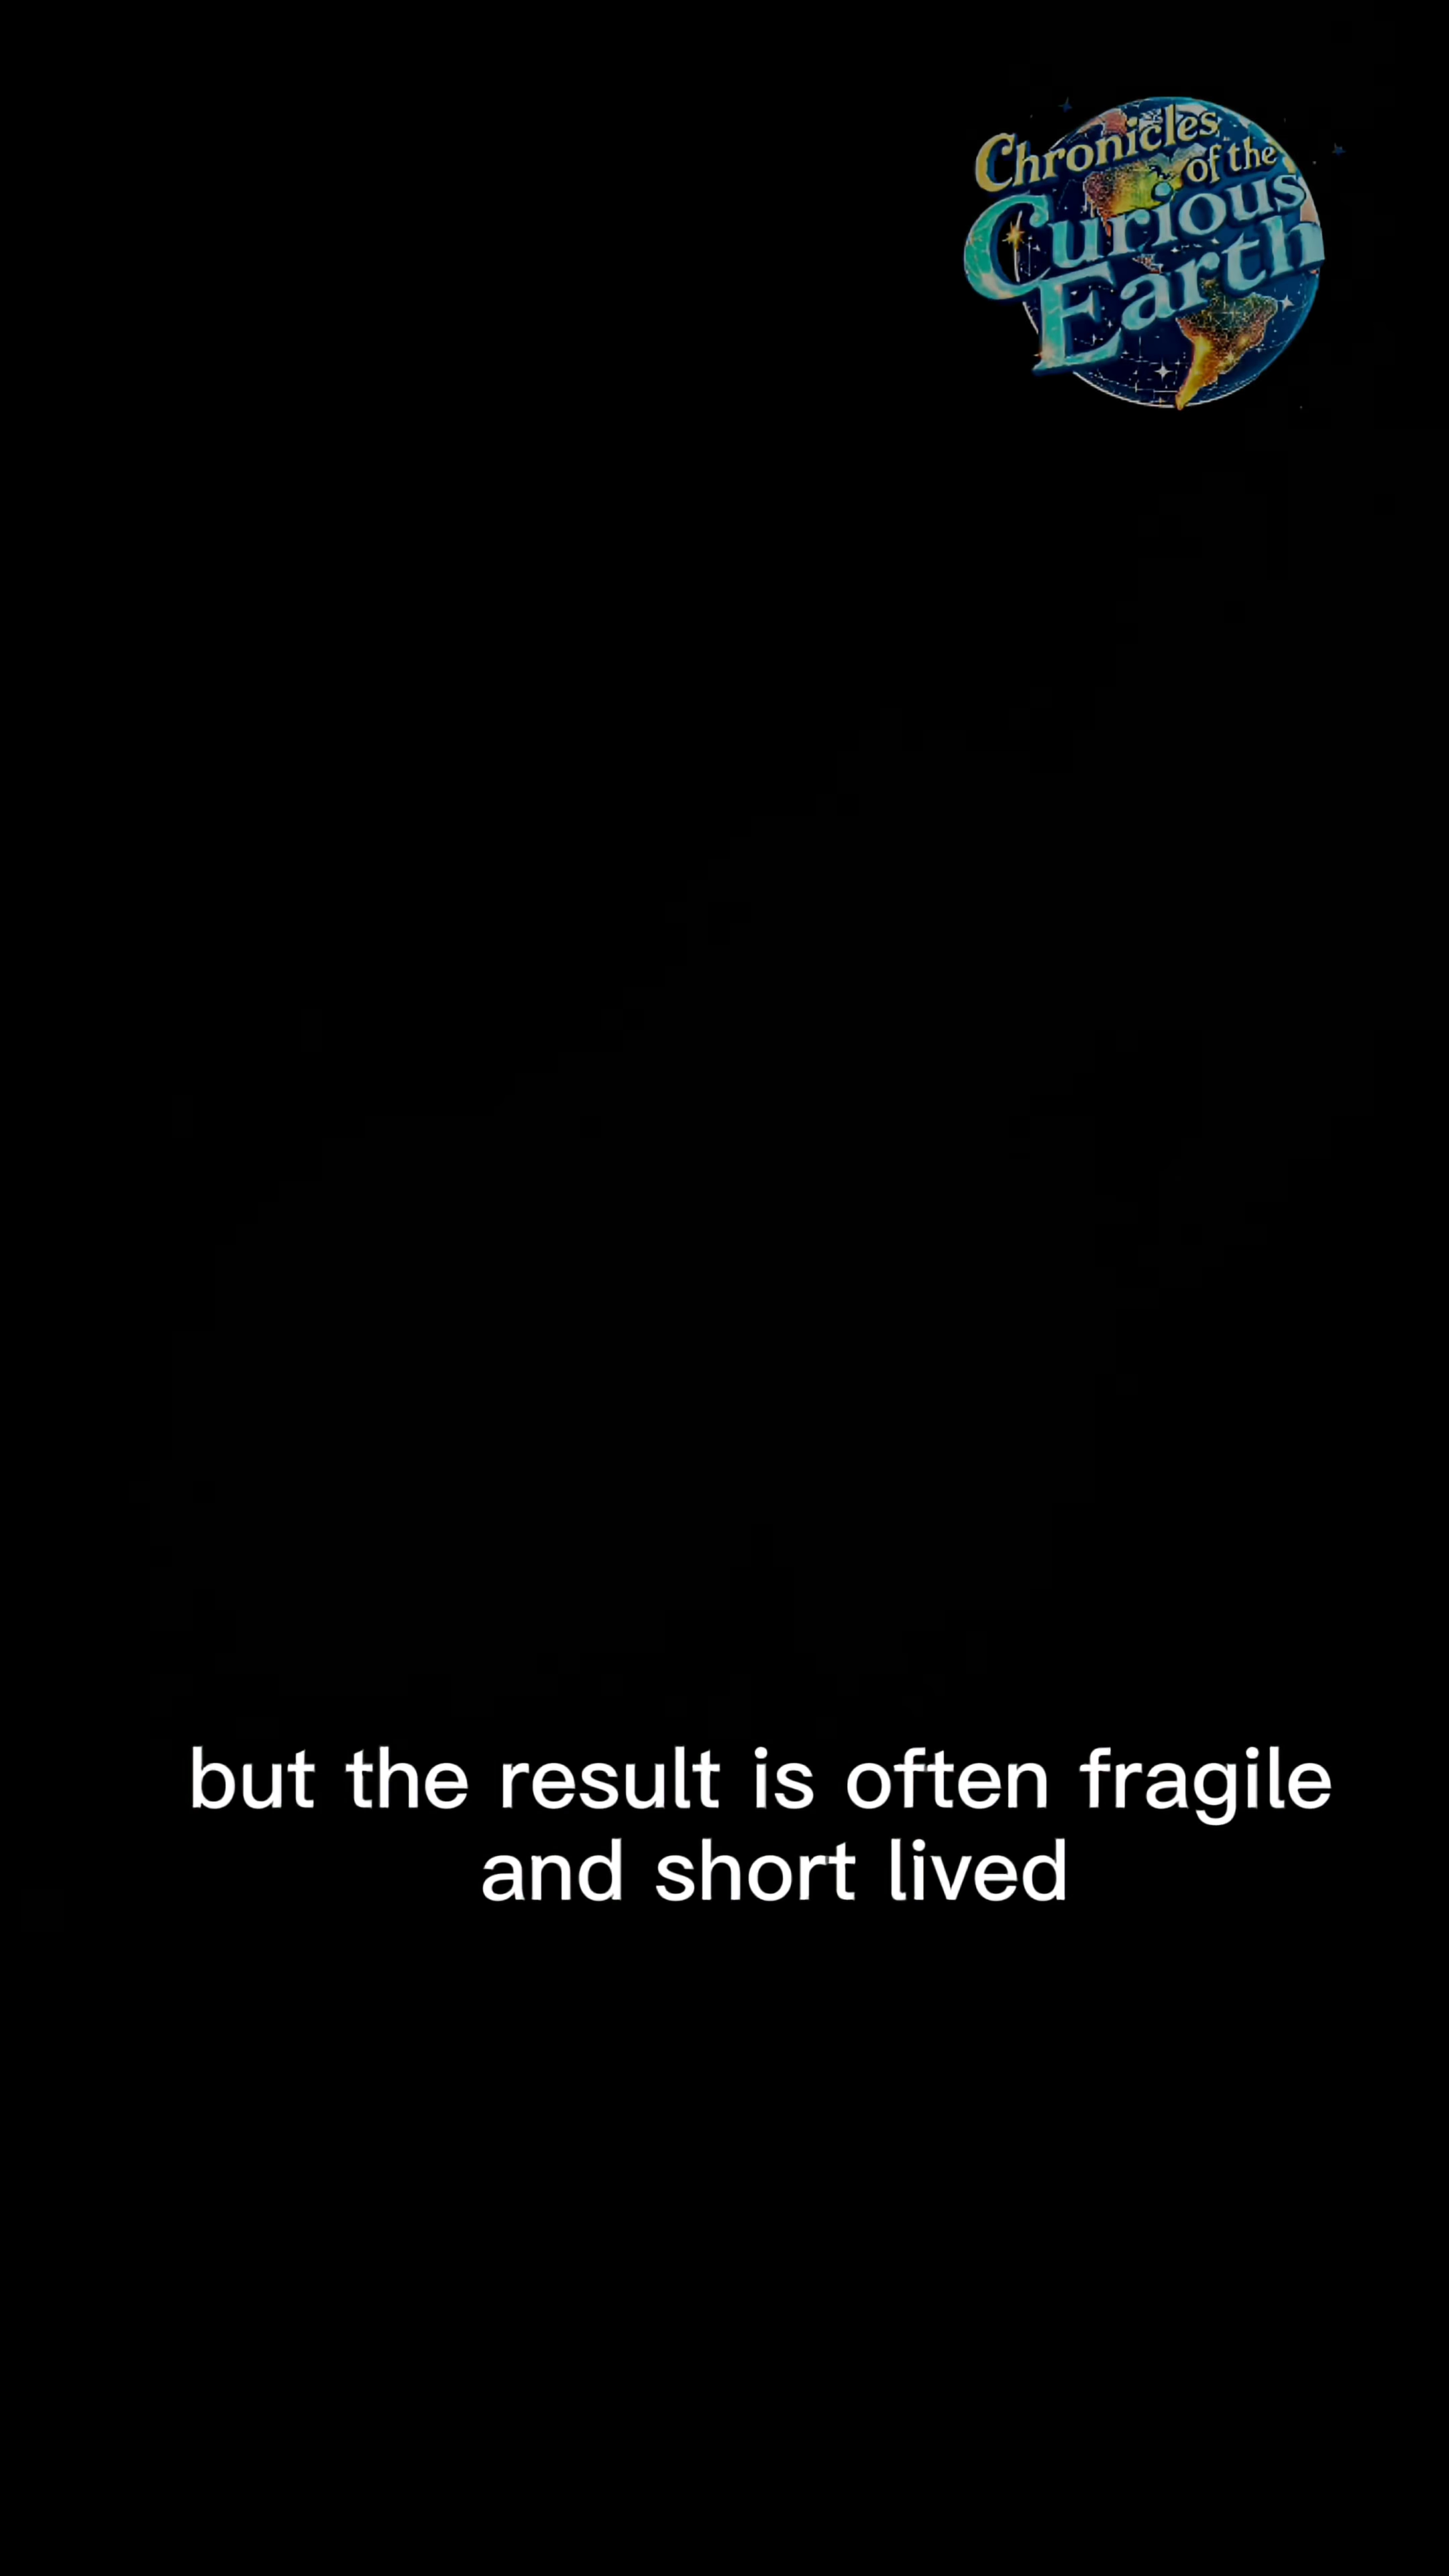 Chronicles
of the
Curious
Earth
but the result is often fragile
and short lived